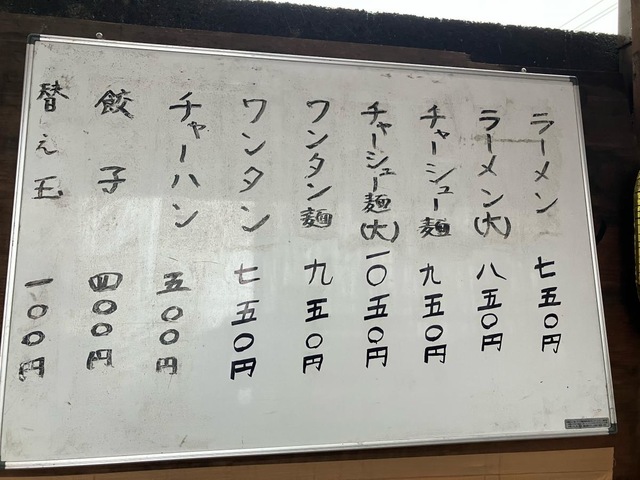 ラーメン 七五〇円
ラーメン(大) 八五〇円
チャーシュー麺 九五〇円
チャーシュー麺(大) 一〇五〇円
ワンタン麺 九五〇円
ワンタン 七五〇円
チャーハン 五〇〇円
餃子 四〇〇円
替え玉 一〇〇円